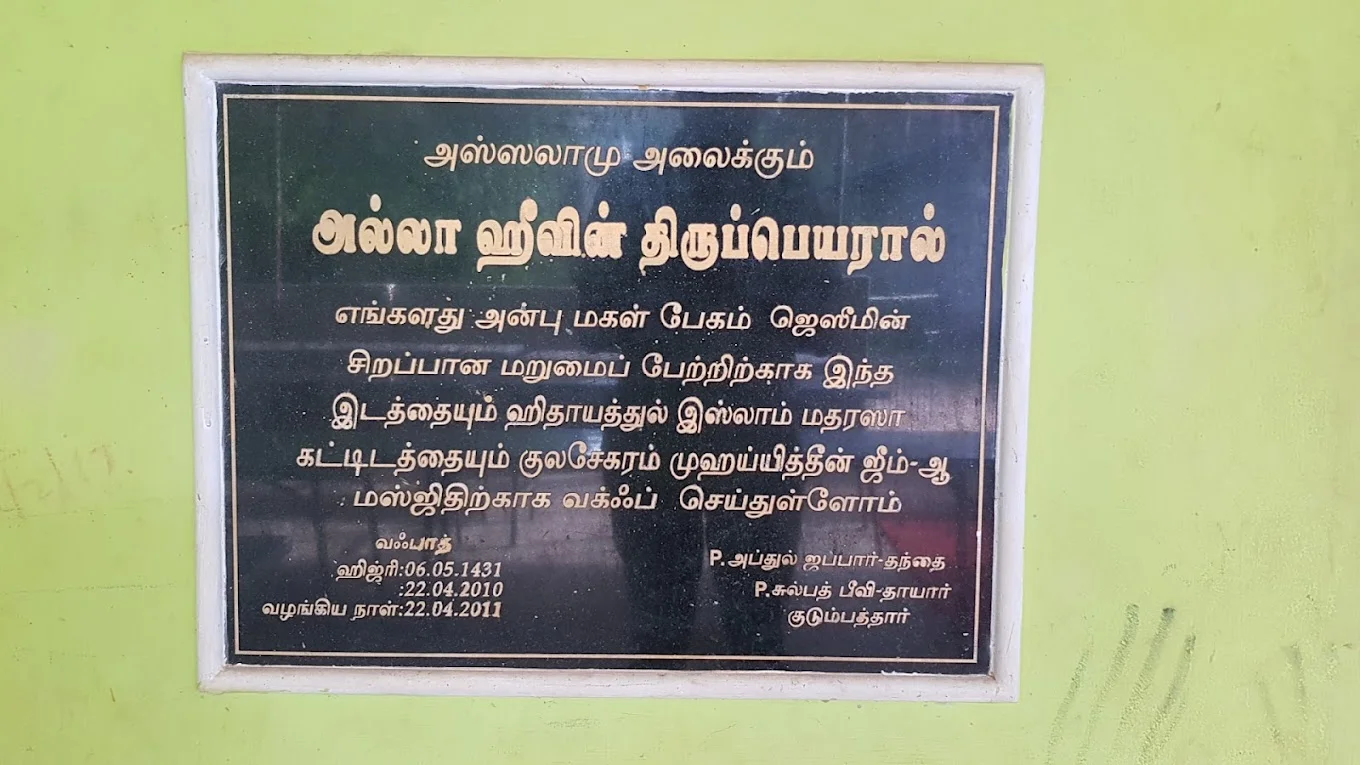 அஸ்ஸலாமு அலைக்கும்
அல்லா ஹீவின் திருப்பெயரால்
எங்களது அன்பு மகள் பேகம் ஜெஸீமின்
சிறப்பான மறுமைப் பேற்றிற்காக இந்த
இடத்தையும் ஹிதாயத்துல் இஸ்லாம் மதரஸா
கட்டிடத்தையும் குலசேகரம் முஹய்யித்தீன் ஜீம்-ஆ
மஸ்ஜிதிற்காக வக்ஃப் செய்துள்ளோம்
வஃபாத்
ஹிஜ்ரி:06.05.1431
:22.04.2010
வழங்கிய நாள்:22.04.2011
P.அப்துல் ஜப்பார்-தந்தை
P.சுல்பத் பீவி-தாயார்
குடும்பத்தார்